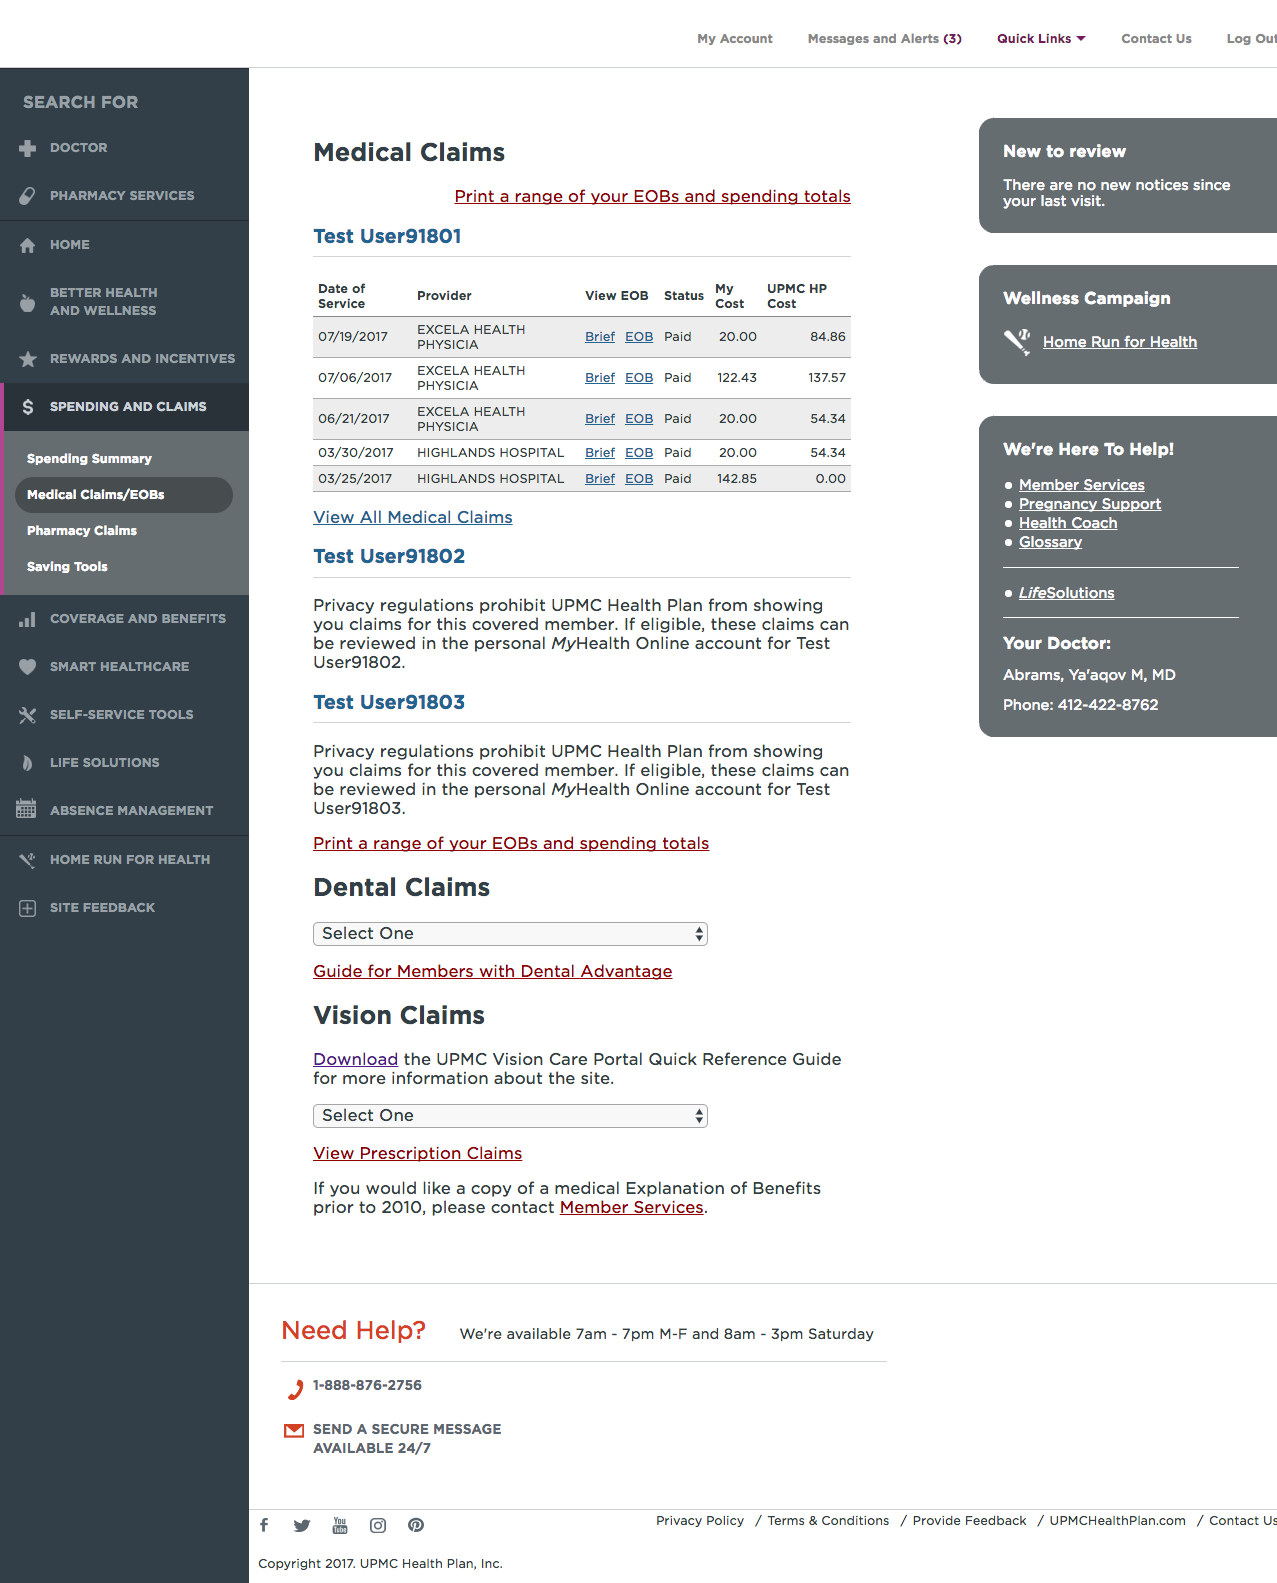 My Account
Messages and Alerts (3)
Quick Links
Contact Us
Log Out
SEARCH FOR
DOCTOR
PHARMACY SERVICES
HOME
BETTER HEALTH
AND WELLNESS
REWARDS AND INCENTIVES
SPENDING AND CLAIMS
Spending Summary
Medical Claims/EOBs
Pharmacy Claims
Saving Tools
COVERAGE AND BENEFITS
SMART HEALTHCARE
SELF-SERVICE TOOLS
LIFE SOLUTIONS
ABSENCE MANAGEMENT
HOME RUN FOR HEALTH
SITE FEEDBACK
Medical Claims
Print a range of your EOBs and spending totals
Test User91801
Date of Service Provider View EOB Status My Cost UPMC HP Cost
07/19/2017 EXCELA HEALTH PHYSICIA Brief EOB Paid 20.00 84.86
07/06/2017 EXCELA HEALTH PHYSICIA Brief EOB Paid 122.43 137.57
06/21/2017 EXCELA HEALTH PHYSICIA Brief EOB Paid 20.00 54.34
03/30/2017 HIGHLANDS HOSPITAL Brief EOB Paid 20.00 54.34
03/25/2017 HIGHLANDS HOSPITAL Brief EOB Paid 142.85 0.00
View All Medical Claims
Test User91802
Privacy regulations prohibit UPMC Health Plan from showing
you claims for this covered member. If eligible, these claims can
be reviewed in the personal MyHealth Online account for Test
User91802.
Test User91803
Privacy regulations prohibit UPMC Health Plan from showing
you claims for this covered member. If eligible, these claims can
be reviewed in the personal MyHealth Online account for Test
User91803.
Print a range of your EOBs and spending totals
Dental Claims
Select One
Guide for Members with Dental Advantage
Vision Claims
Download the UPMC Vision Care Portal Quick Reference Guide
for more information about the site.
Select One
View Prescription Claims
If you would like a copy of a medical Explanation of Benefits
prior to 2010, please contact Member Services.
New to review
There are no new notices since
your last visit.
Wellness Campaign
Home Run for Health
We're Here To Help!
Member Services
Pregnancy Support
Health Coach
Glossary
LifeSolutions
Your Doctor:
Abrams, Ya'aqov M, MD
Phone: 412-422-8762
Need Help?
We're available 7am - 7pm M-F and 8am - 3pm Saturday
1-888-876-2756
SEND A SECURE MESSAGE
AVAILABLE 24/7
You
Tube
Privacy Policy / Terms & Conditions / Provide Feedback / UPMCHealthPlan.com / Contact Us
Copyright 2017. UPMC Health Plan, Inc.